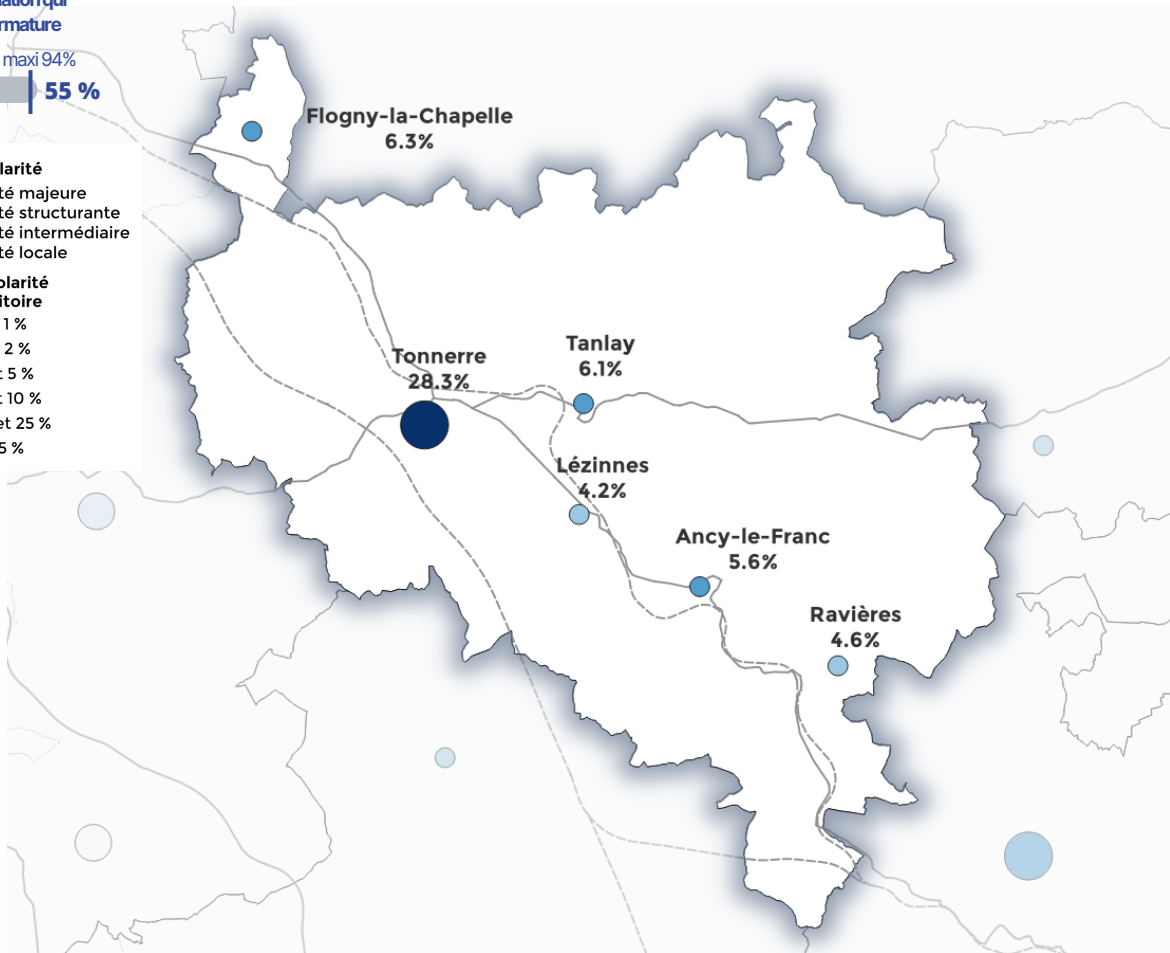 rmature
maxi 94%
55 %
larité
té majeure
té structurante
té intermédiaire
té locale
olarité
itoire
1 %
2 %
t 5 %
t 10 %
et 25 %
5 %
Flogny-la-Chapelle
6.3%
Tonnerre
28.3%
Tanlay
6.1%
Lézinnes
4.2%
Ancy-le-Franc
5.6%
Ravières
4.6%